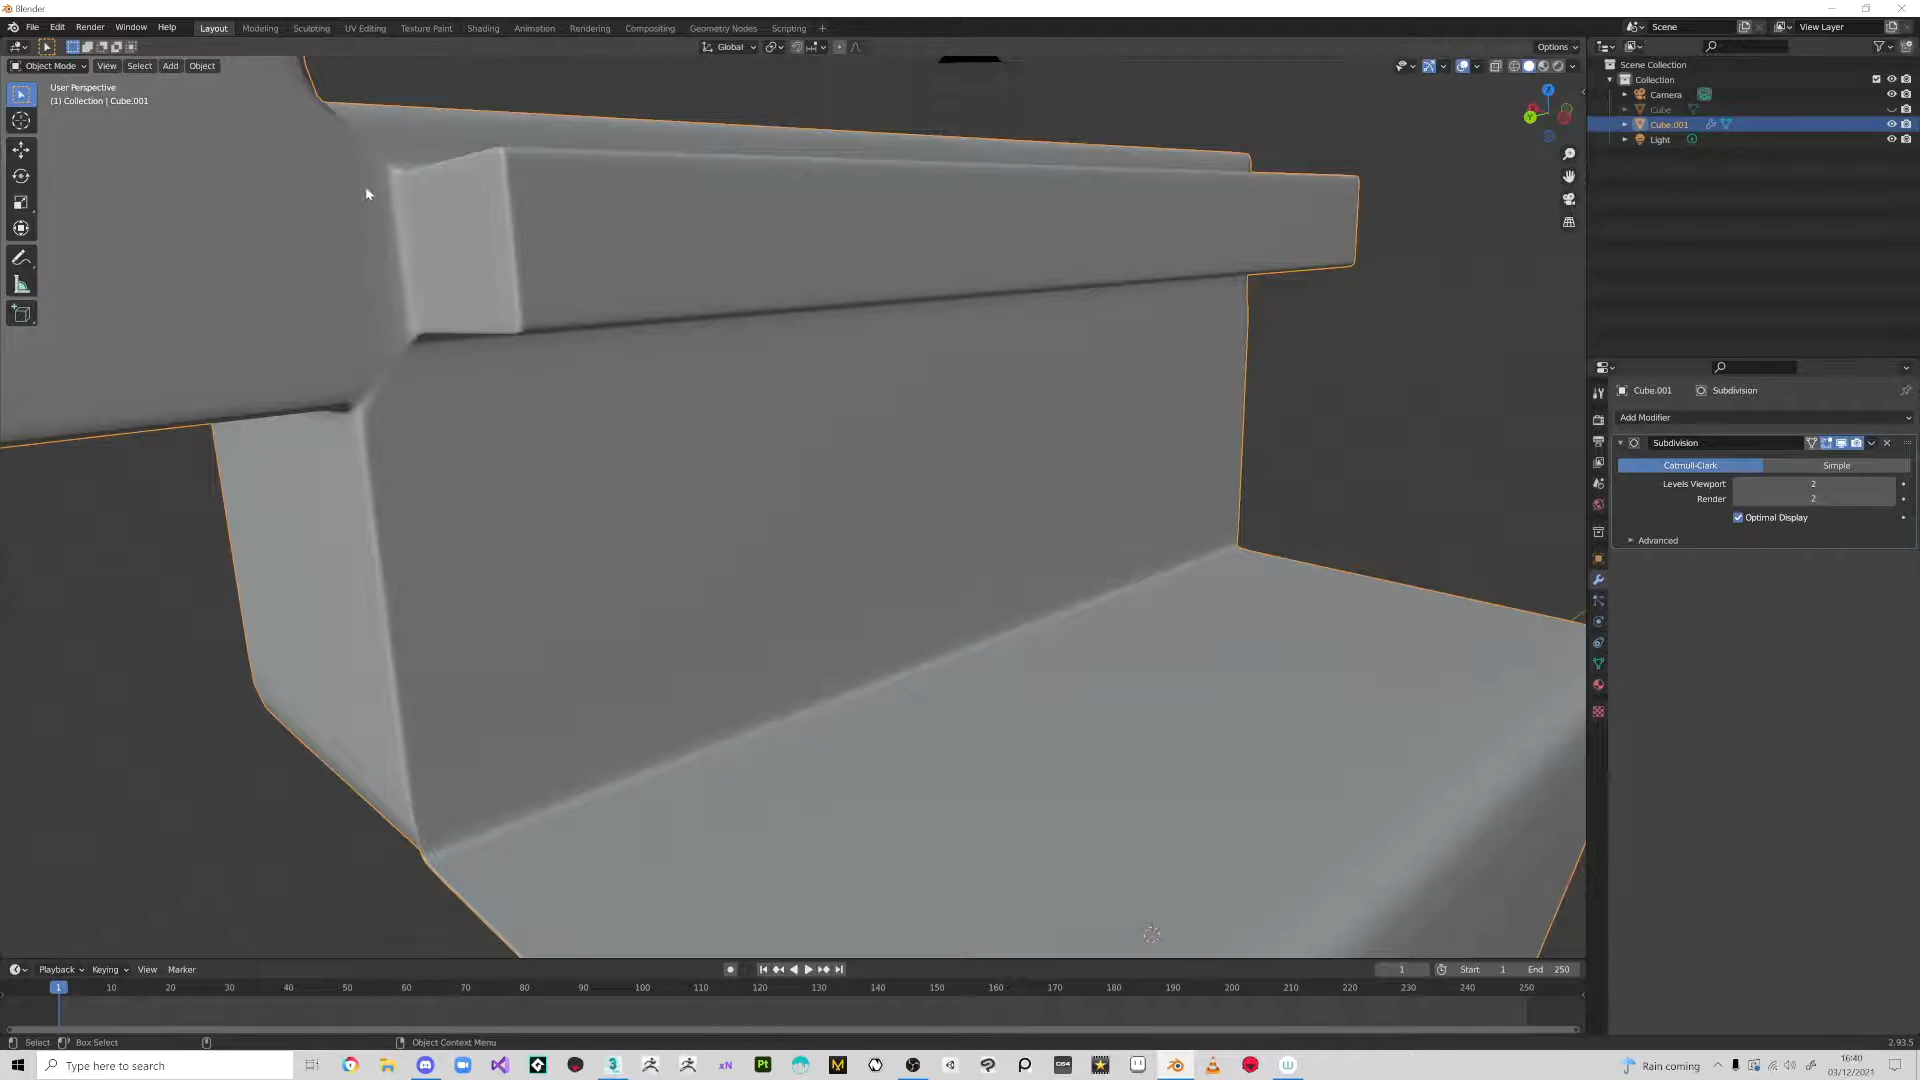 Blender
File Edit Render Window Help
Layout Modeling Sculpting UV Editing Texture Paint Shading Animation Rendering Compositing Geometry Nodes Scripting +
Scene
View Layer
Global
Options
Object Mode View Select Add Object
User Perspective
(1) Collection | Cube.001
Z
Y
Scene Collection
Collection
Camera
Cube
Cube.001
Light
Cube.001 Subdivision
Add Modifier
Subdivision
Catmull-Clark Simple
Levels Viewport 2
Render 2
Optimal Display
Advanced
Playback Keying View Marker
1 Start 1 End 250
1 10 20 30 40 50 60 70 80 90 100 110 120 130 140 150 160 170 180 190 200 210 220 230 240 250
Select Box Select Object Context Menu
2.93.5
Type here to search
xN
Pt
C64
Rain coming
16:40
03/12/2021